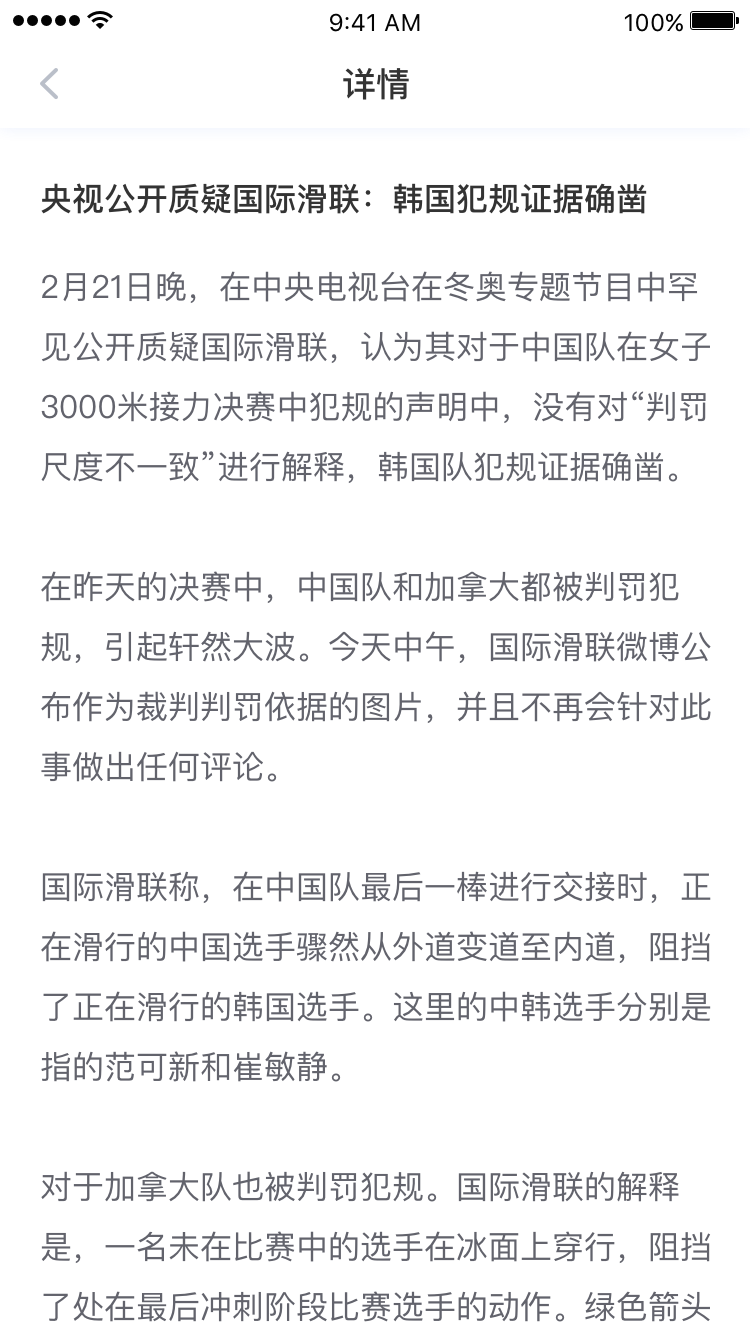 9:41 AM
100%
详情
央视公开质疑国际滑联：韩国犯规证据确凿
2月21日晚，在中央电视台在冬奥专题节目中罕
见公开质疑国际滑联，认为其对于中国队在女子
3000米接力决赛中犯规的声明中，没有对“判罚
尺度不一致”进行解释，韩国队犯规证据确凿。
在昨天的决赛中，中国队和加拿大都被判罚犯
规，引起轩然大波。今天中午，国际滑联微博公
布作为裁判判罚依据的图片，并且不再会针对此
事做出任何评论。
国际滑联称，在中国队最后一棒进行交接时，正
在滑行的中国选手骤然从外道变道至内道，阻挡
了正在滑行的韩国选手。这里的中韩选手分别是
指的范可新和崔敏静。
对于加拿大队也被判罚犯规。国际滑联的解释
是，一名未在比赛中的选手在冰面上穿行，阻挡
了处在最后冲刺阶段比赛选手的动作。绿色箭头